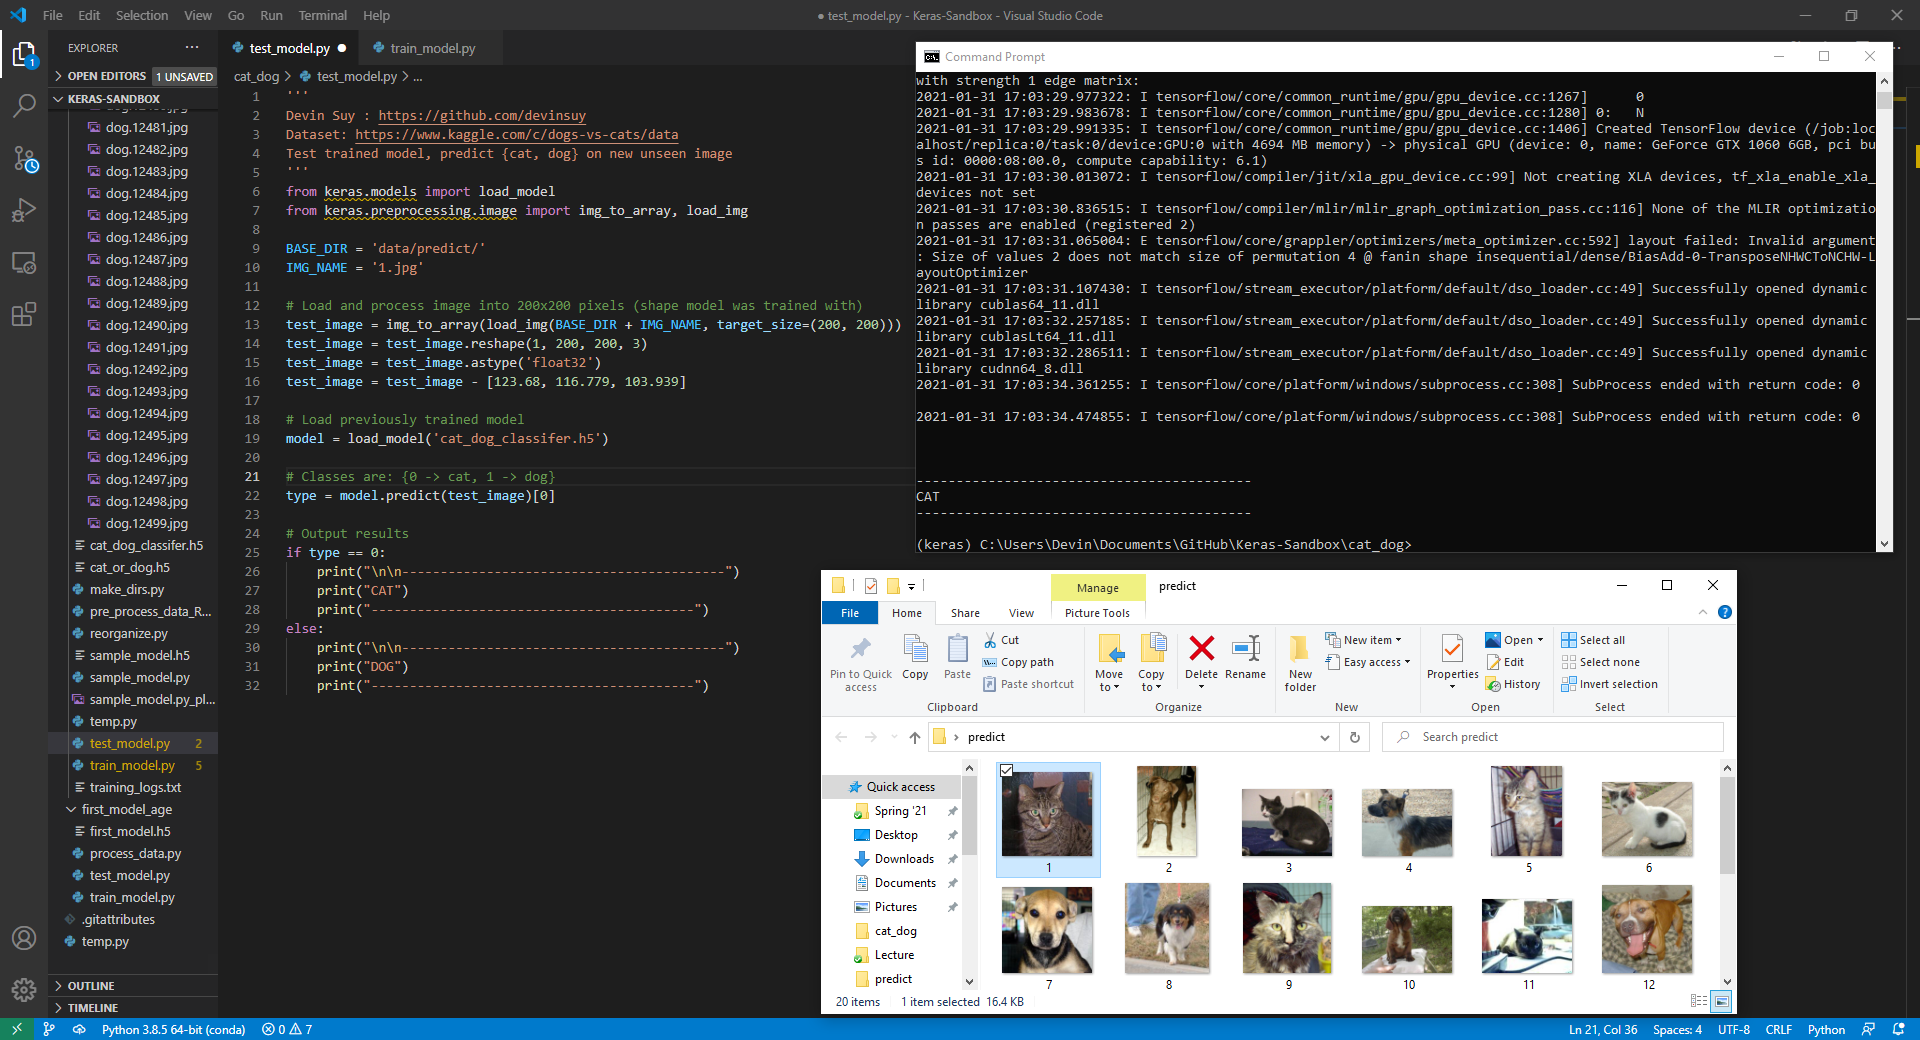 File Edit Selection View Go Run Terminal Help
● test_model.py - Keras-Sandbox - Visual Studio Code
EXPLORER ...
OPEN EDITORS 1 UNSAVED
KERAS-SANDBOX
dog.12481.jpg
dog.12482.jpg
dog.12483.jpg
dog.12484.jpg
dog.12485.jpg
dog.12486.jpg
dog.12487.jpg
dog.12488.jpg
dog.12489.jpg
dog.12490.jpg
dog.12491.jpg
dog.12492.jpg
dog.12493.jpg
dog.12494.jpg
dog.12495.jpg
dog.12496.jpg
dog.12497.jpg
dog.12498.jpg
dog.12499.jpg
cat_dog_classifer.h5
cat_or_dog.h5
make_dirs.py
pre_process_data_R...
reorganize.py
sample_model.h5
sample_model.py
sample_model.py_pl...
temp.py
test_model.py 2
train_model.py 5
training_logs.txt
first_model_age
first_model.h5
process_data.py
test_model.py
train_model.py
.gitattributes
temp.py
OUTLINE
TIMELINE
test_model.py ● train_model.py
cat_dog > test_model.py > ...
1 '''
2 Devin Suy : https://github.com/devinsuy
3 Dataset: https://www.kaggle.com/c/dogs-vs-cats/data
4 Test trained model, predict {cat, dog} on new unseen image
5 '''
6 from keras.models import load_model
7 from keras.preprocessing.image import img_to_array, load_img
8
9 BASE_DIR = 'data/predict/'
10 IMG_NAME = '1.jpg'
11
12 # Load and process image into 200x200 pixels (shape model was trained with)
13 test_image = img_to_array(load_img(BASE_DIR + IMG_NAME, target_size=(200, 200)))
14 test_image = test_image.reshape(1, 200, 200, 3)
15 test_image = test_image.astype('float32')
16 test_image = test_image - [123.68, 116.779, 103.939]
17
18 # Load previously trained model
19 model = load_model('cat_dog_classifer.h5')
20
21 # Classes are: {0 -> cat, 1 -> dog}
22 type = model.predict(test_image)[0]
23
24 # Output results
25 if type == 0:
26 print("\n\n------------------------------------------")
27 print("CAT")
28 print("------------------------------------------")
29 else:
30 print("\n\n------------------------------------------")
31 print("DOG")
32 print("------------------------------------------")
Command Prompt
with strength 1 edge matrix:
2021-01-31 17:03:29.977322: I tensorflow/core/common_runtime/gpu/gpu_device.cc:1267] 0
2021-01-31 17:03:29.983678: I tensorflow/core/common_runtime/gpu/gpu_device.cc:1280] 0: N
2021-01-31 17:03:29.991335: I tensorflow/core/common_runtime/gpu/gpu_device.cc:1406] Created TensorFlow device (/job:loc
alhost/replica:0/task:0/device:GPU:0 with 4694 MB memory) -> physical GPU (device: 0, name: GeForce GTX 1060 6GB, pci bu
s id: 0000:08:00.0, compute capability: 6.1)
2021-01-31 17:03:30.013072: I tensorflow/compiler/jit/xla_gpu_device.cc:99] Not creating XLA devices, tf_xla_enable_xla_
devices not set
2021-01-31 17:03:30.836515: I tensorflow/compiler/mlir/mlir_graph_optimization_pass.cc:116] None of the MLIR optimizatio
n passes are enabled (registered 2)
2021-01-31 17:03:31.065004: E tensorflow/core/grappler/optimizers/meta_optimizer.cc:592] layout failed: Invalid argument
: Size of values 2 does not match size of permutation 4 @ fanin shape insequential/dense/BiasAdd-0-TransposeNHWCToNCHW-L
ayoutOptimizer
2021-01-31 17:03:31.107430: I tensorflow/stream_executor/platform/default/dso_loader.cc:49] Successfully opened dynamic
library cublas64_11.dll
2021-01-31 17:03:32.257185: I tensorflow/stream_executor/platform/default/dso_loader.cc:49] Successfully opened dynamic
library cublasLt64_11.dll
2021-01-31 17:03:32.286511: I tensorflow/stream_executor/platform/default/dso_loader.cc:49] Successfully opened dynamic
library cudnn64_8.dll
2021-01-31 17:03:34.361255: I tensorflow/core/platform/windows/subprocess.cc:308] SubProcess ended with return code: 0
2021-01-31 17:03:34.474855: I tensorflow/core/platform/windows/subprocess.cc:308] SubProcess ended with return code: 0
------------------------------------------
CAT
------------------------------------------
(keras) C:\Users\Devin\Documents\GitHub\Keras-Sandbox\cat_dog>
Manage predict
File Home Share View Picture Tools
Pin to Quick access
Copy
Paste
Cut
Copy path
Paste shortcut
Clipboard
Move to
Copy to
Delete
Rename
Organize
New folder
New item
Easy access
New
Properties
Open
Edit
History
Open
Select all
Select none
Invert selection
Select
predict
Search predict
Quick access
Spring '21
Desktop
Downloads
Documents
Pictures
cat_dog
Lecture
predict
1 2 3 4 5 6
7 8 9 10 11 12
20 items 1 item selected 16.4 KB
Python 3.8.5 64-bit (conda) 0 7
Ln 21, Col 36 Spaces: 4 UTF-8 CRLF Python